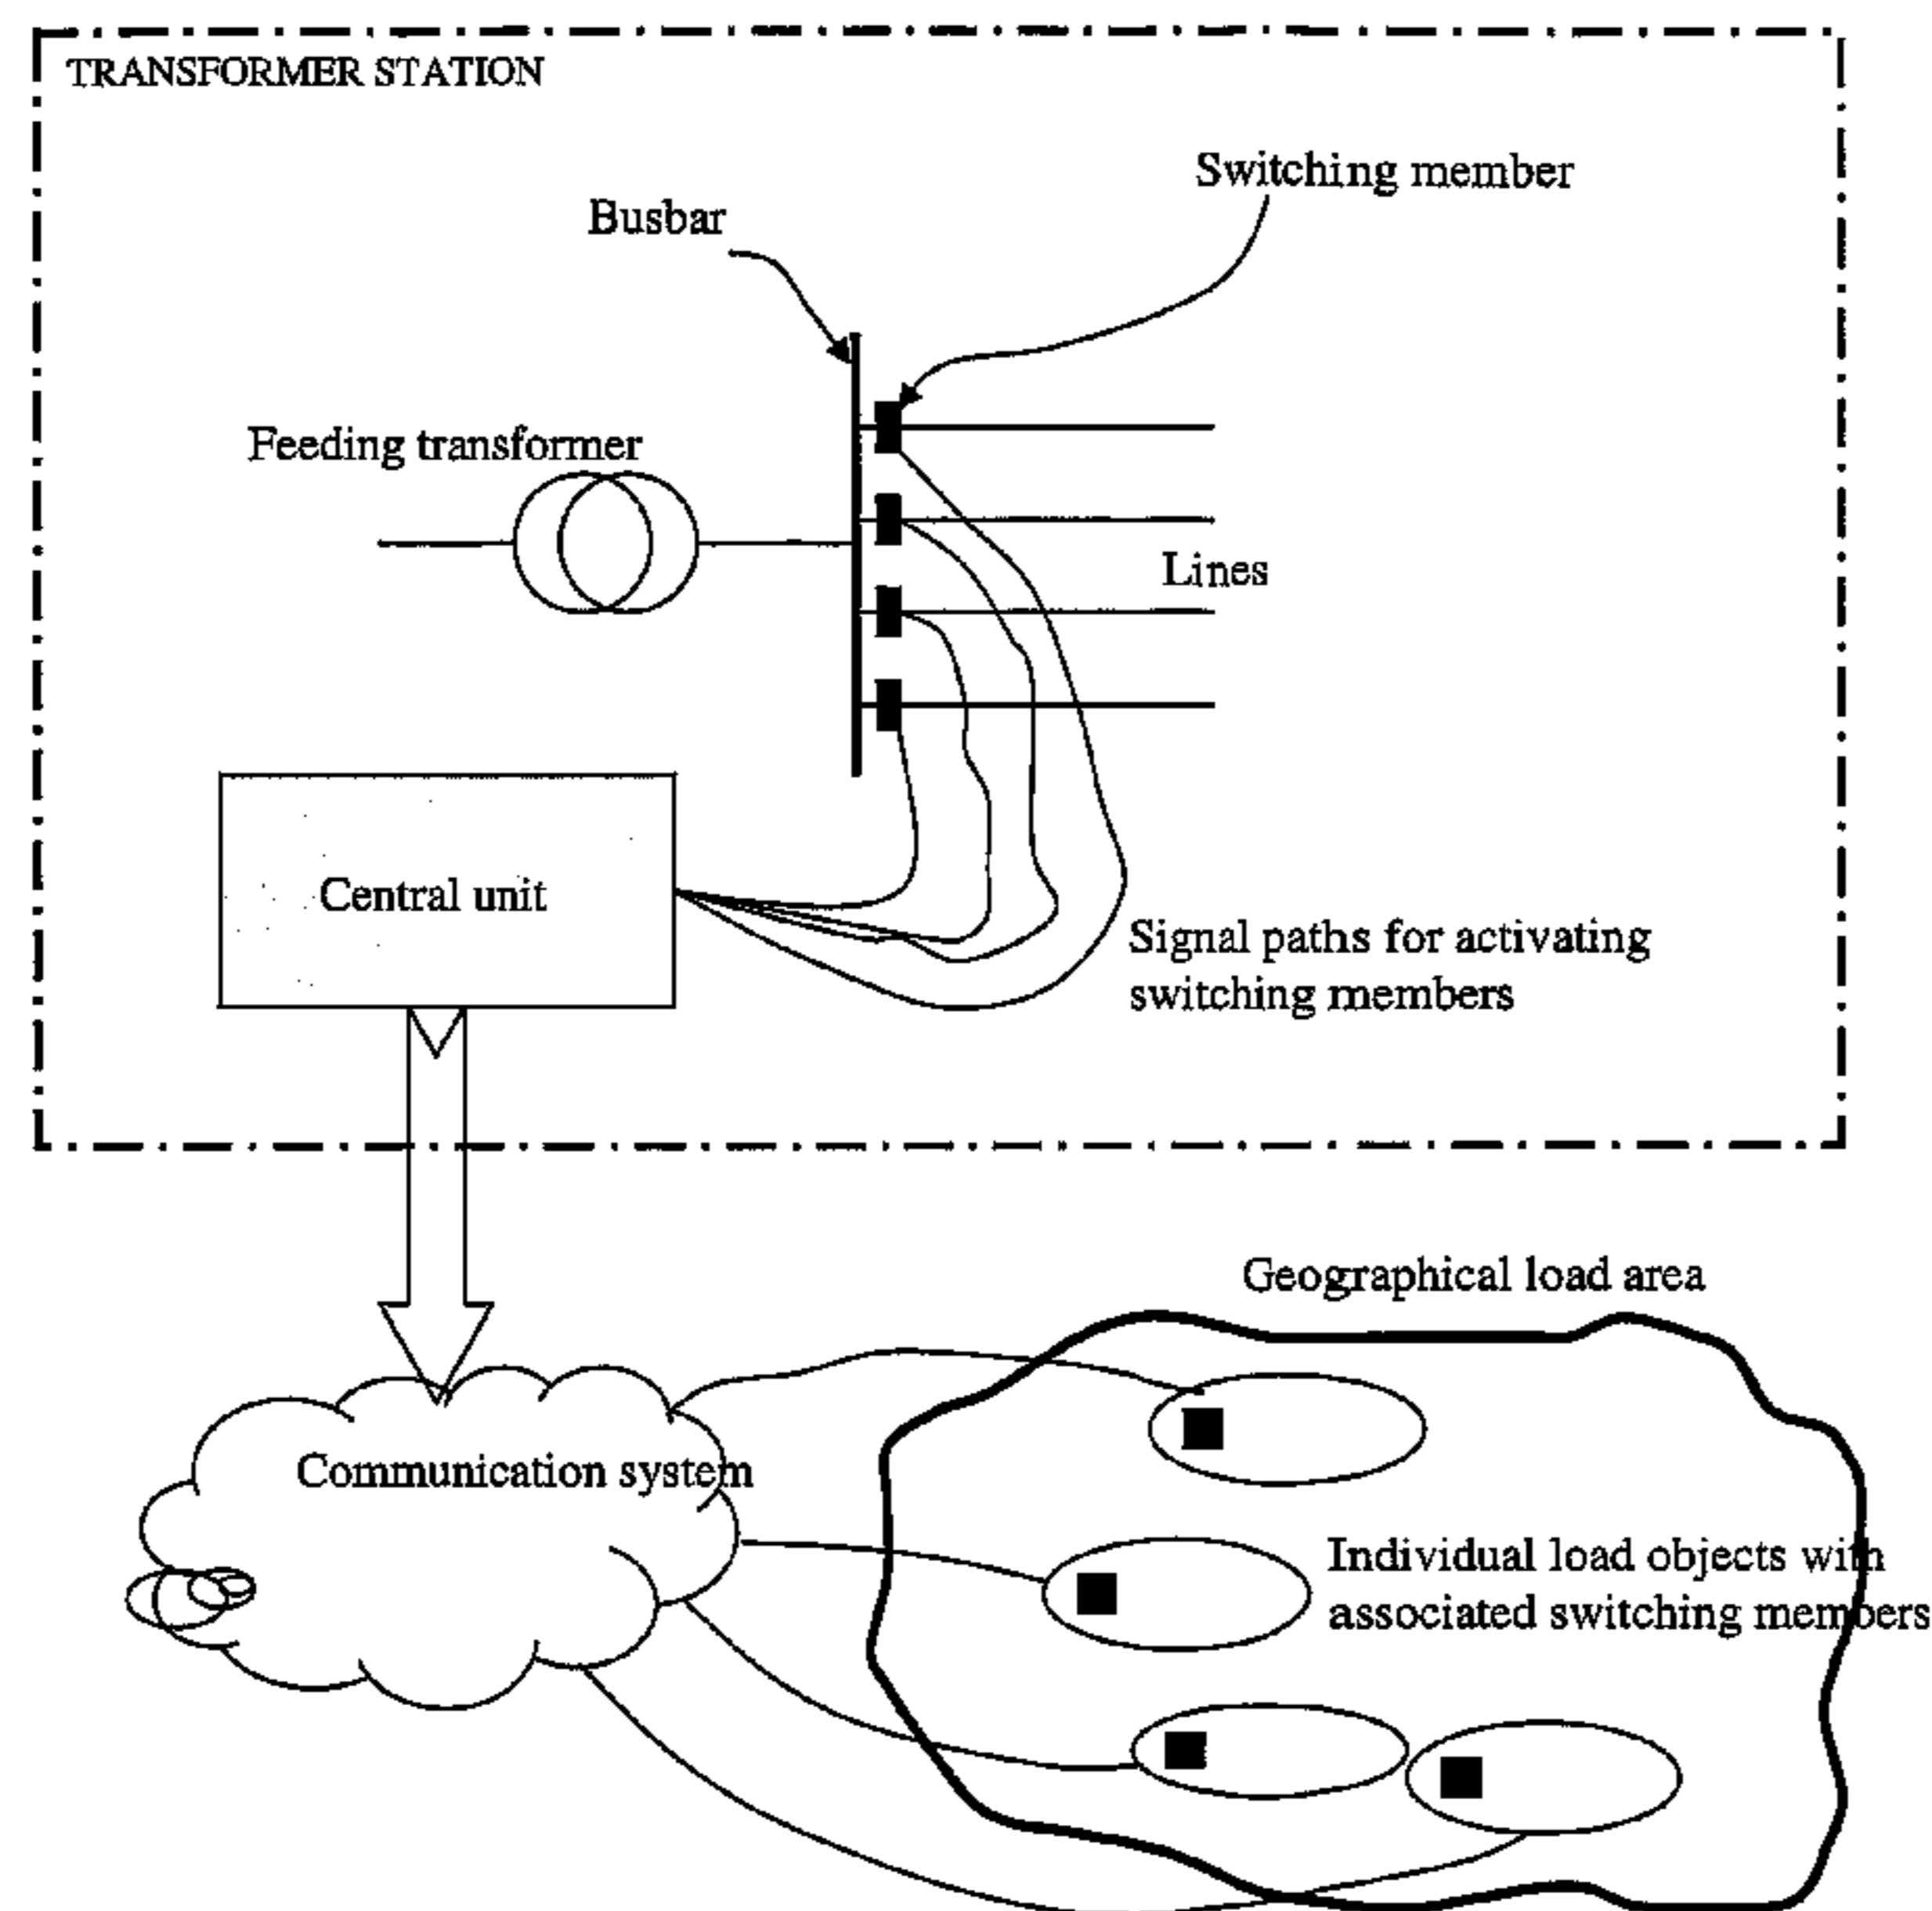 TRANSFORMER STATION
Switching member
Busbar
Feeding transformer
Lines
Central unit
Signal paths for activating
switching members
Geographical load area
Communication system
Individual load objects with
associated switching members